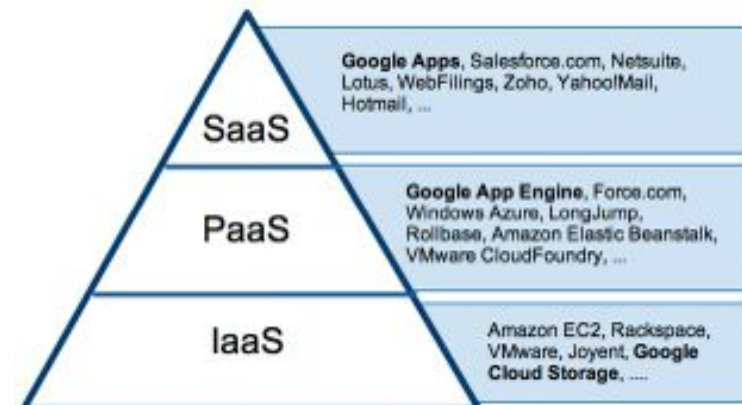 Google Apps, Salesforce.com, Netsuite,
Lotus, WebFilings, Zoho, Yahoo!Mail,
Hotmail, ...
SaaS
Google App Engine, Force.com,
Windows Azure, LongJump,
Rollbase, Amazon Elastic Beanstalk,
VMware CloudFoundry, ...
PaaS
Amazon EC2, Rackspace,
VMware, Joyent, Google
Cloud Storage, ....
IaaS